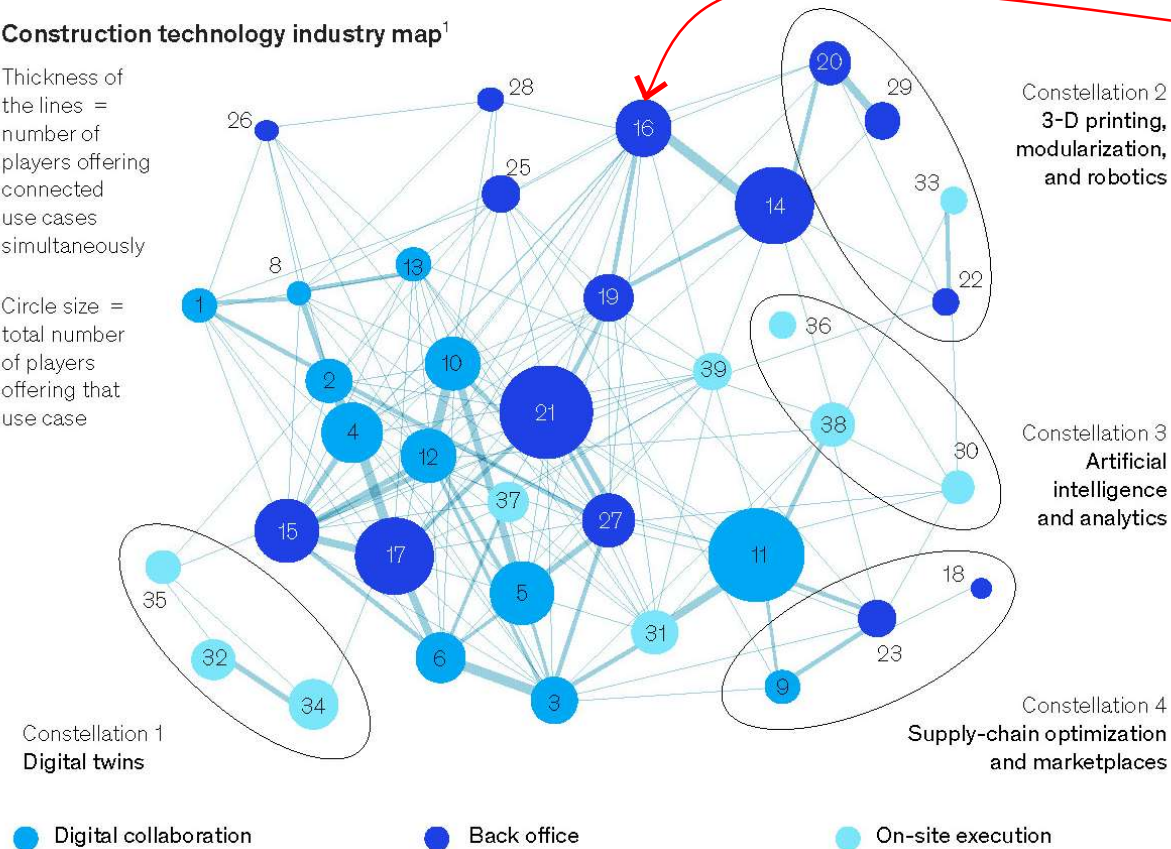 Construction technology industry map¹
Thickness of
the lines =
number of
players offering
connected
use cases
simultaneously
Circle size =
total number
of players
offering that
use case
26
28
16
20
29
Constellation 2
3-D printing,
modularization,
and robotics
25
14
33
8
13
1
19
22
36
2
10
39
4
21
38
12
30
Constellation 3
Artificial
intelligence
and analytics
37
15
27
17
11
35
5
18
31
32
6
23
34
3
9
Constellation 1
Digital twins
Constellation 4
Supply-chain optimization
and marketplaces
Digital collaboration
Back office
On-site execution